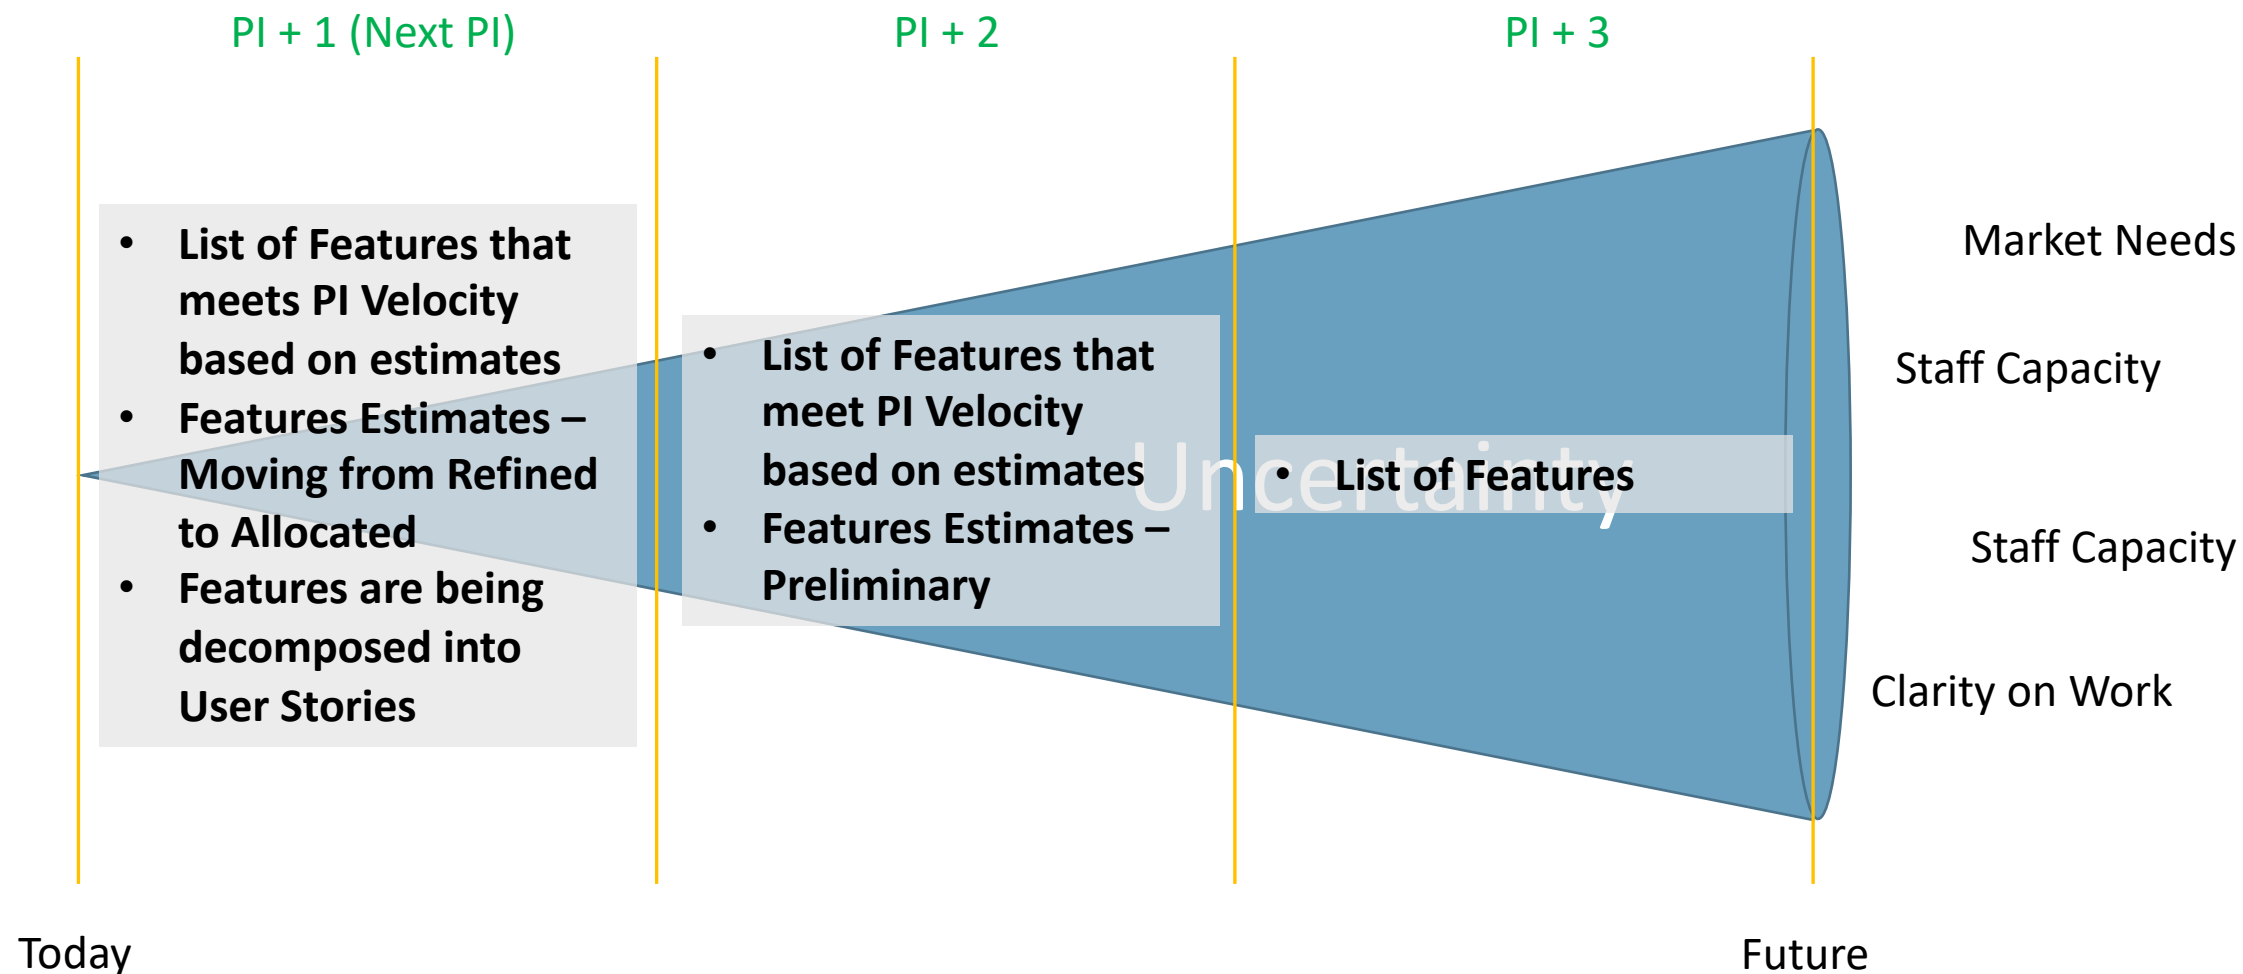 PI + 1 (Next PI)
PI + 2
PI + 3
• List of Features that
meets PI Velocity
based on estimates
• Features Estimates –
Moving from Refined
to Allocated
• Features are being
decomposed into
User Stories
• List of Features that
meet PI Velocity
based on estimates
• Features Estimates –
Preliminary
Uncertainty
• List of Features
Market Needs
Staff Capacity
Staff Capacity
Clarity on Work
Today
Future